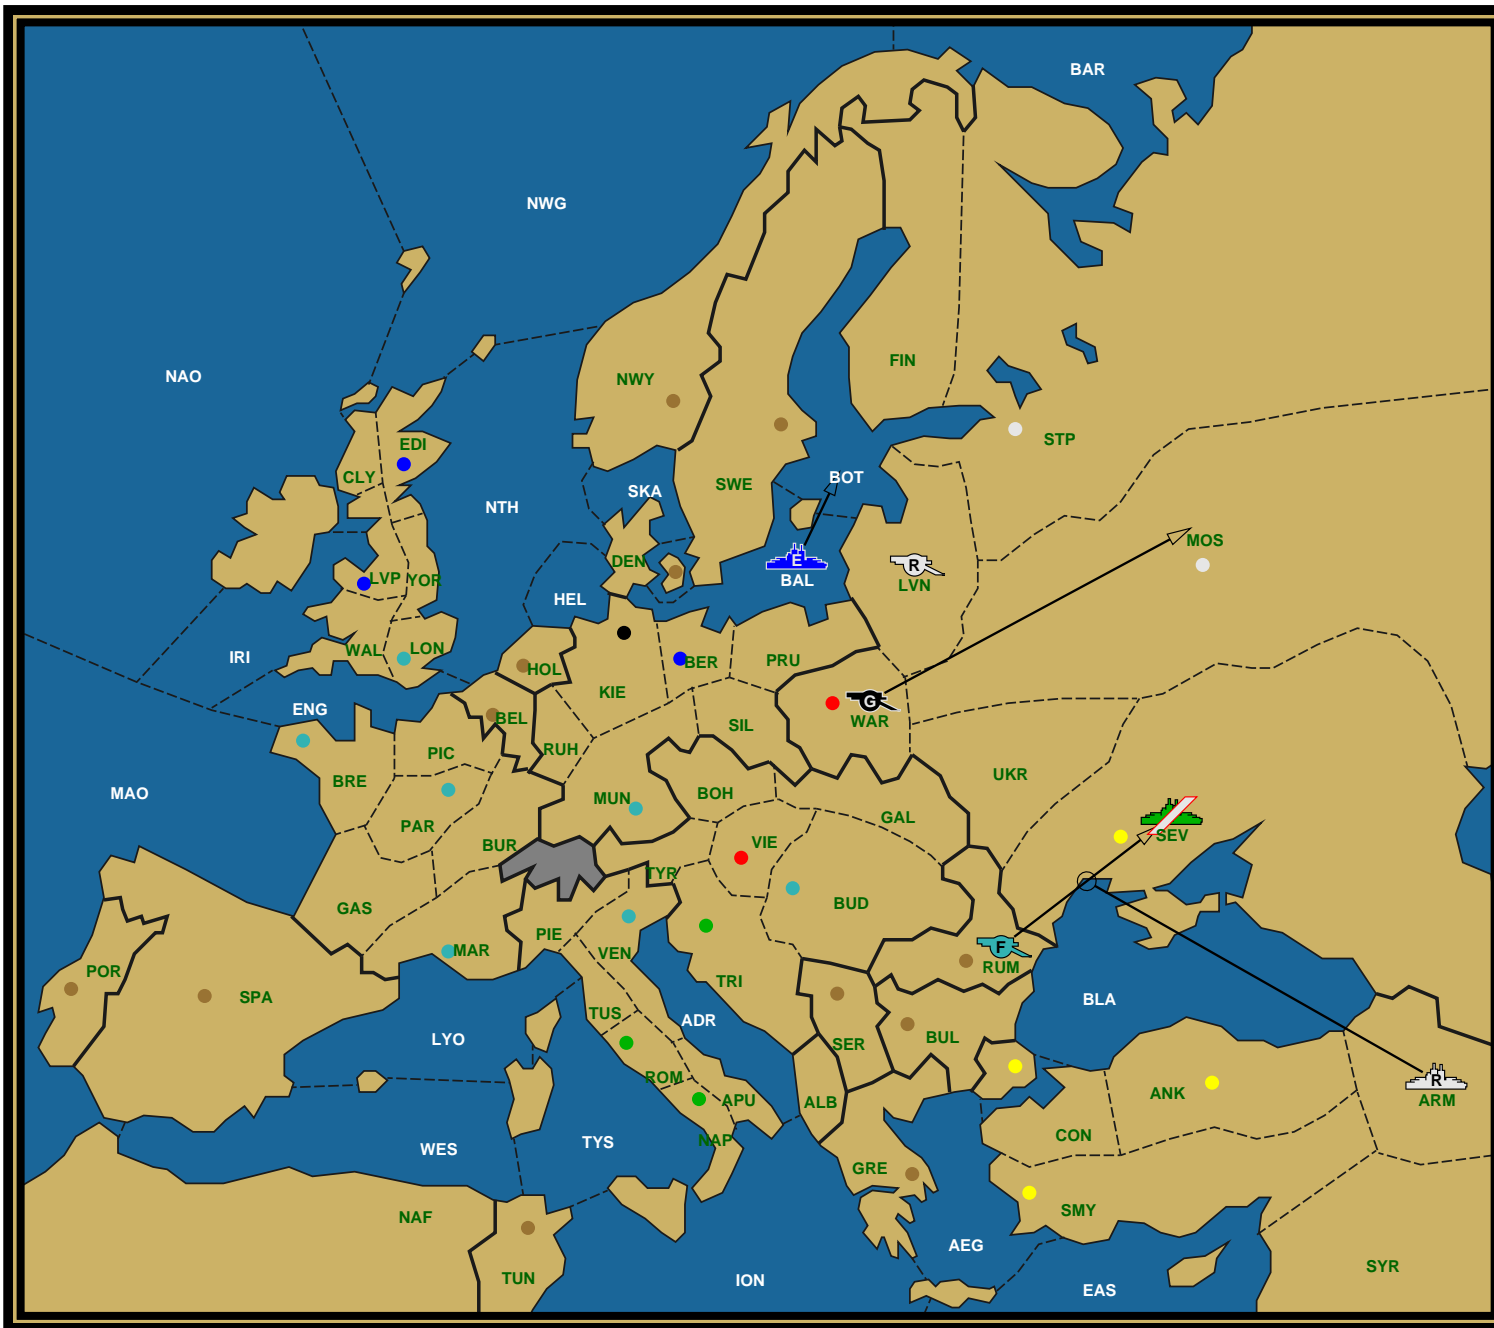 BAR
NWG
NAO
FIN
NWY
STP
EDI
CLY
SWE
BOT
SKA
NTH
MOS
DEN
E
R
BAL
LVN
LVP YOR
HEL
IRI
WAL
LON
HOL
BER
PRU
KIE
ENG
BEL
G
WAR
SIL
RUH
PIC
BRE
UKR
MAO
BOH
MUN
GAL
PAR
SEV
BUR
VIE
TYR
BUD
GAS
PIE
VEN
MAR
F
RUM
POR
SPA
TRI
BLA
TUS
ADR
LYO
SER
BUL
ROM
R
ANK
APU
ALB
ARM
CON
NAP
TYS
WES
GRE
SMY
NAF
AEG
SYR
TUN
ION
EAS